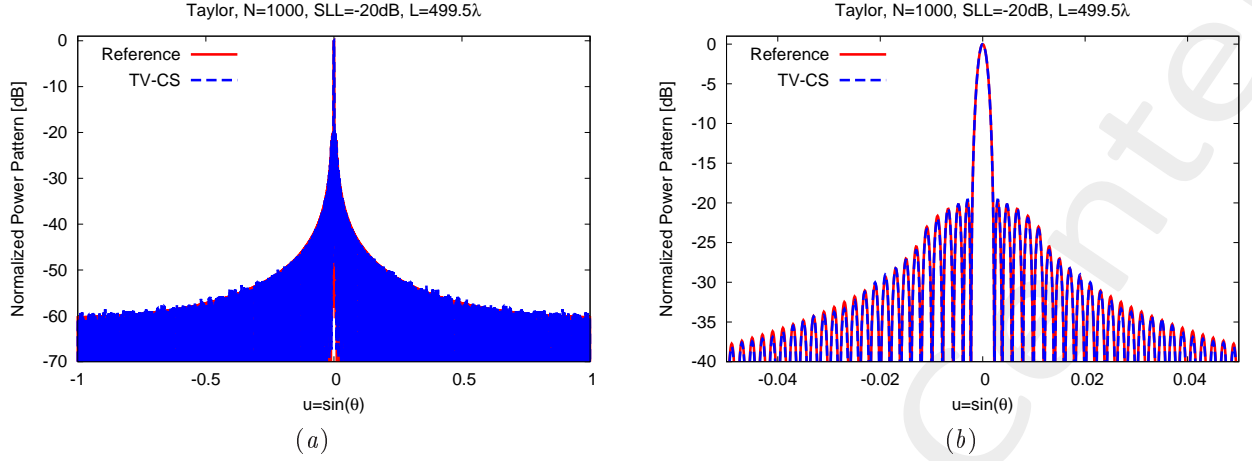 Taylor, N=1000, SLL=-20dB, L=499.5λ
Reference
TV-CS
Normalized Power Pattern [dB]
0
-10
-20
-30
-40
-50
-60
-70
-1
-0.5
0
0.5
1
u=sin(θ)
(a)
Taylor, N=1000, SLL=-20dB, L=499.5λ
Reference
TV-CS
Normalized Power Pattern [dB]
0
-5
-10
-15
-20
-25
-30
-35
-40
-0.04
-0.02
0
0.02
0.04
u=sin(θ)
(b)
Cente